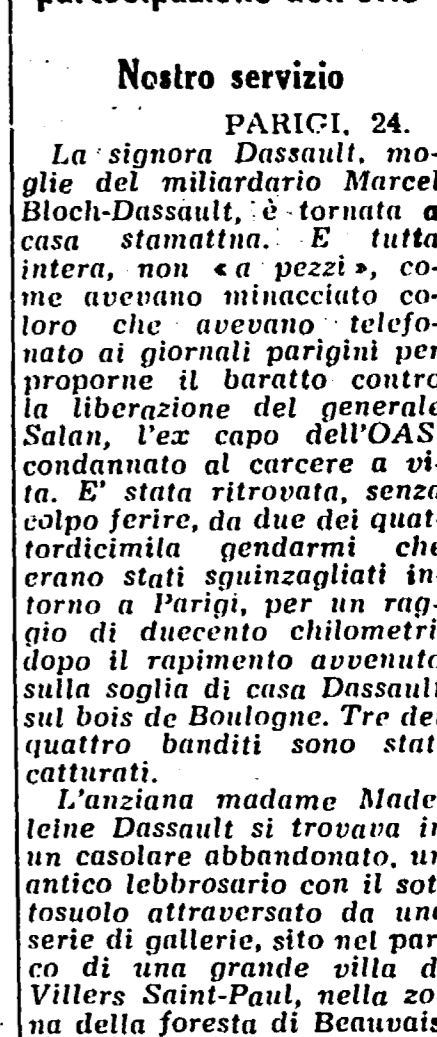 Nostro servizio
PARIGI, 24.
La signora Dassault, mo-
glie del miliardario Marcel
Bloch-Dassault, è tornata a
casa stamattna. E tutta
intera, non « a pezzi », co-
me avevano minacciato co-
loro che avevano telefo-
nato ai giornali parigini per
proporne il baratto contro
la liberazione del generale
Salan, l'ex capo dell'OAS
condannato al carcere a vi-
ta. E' stata ritrovata, senza
colpo ferire, da due dei quat-
tordicimila gendarmi che
erano stati sguinzagliati in-
torno a Parigi, per un rag-
gio di duecento chilometri
dopo il rapimento avvenuto
sulla soglia di casa Dassault
sul bois de Boulogne. Tre dei
quattro banditi sono stati
catturati.
L'anziana madame Made-
leine Dassault si trovava in
un casolare abbandonato, un
antico lebbrosario con il sot-
tosuolo attraversato da una
serie di gallerie, sito nel par-
co di una grande villa di
Villers Saint-Paul, nella zo-
na della foresta di Beauvais